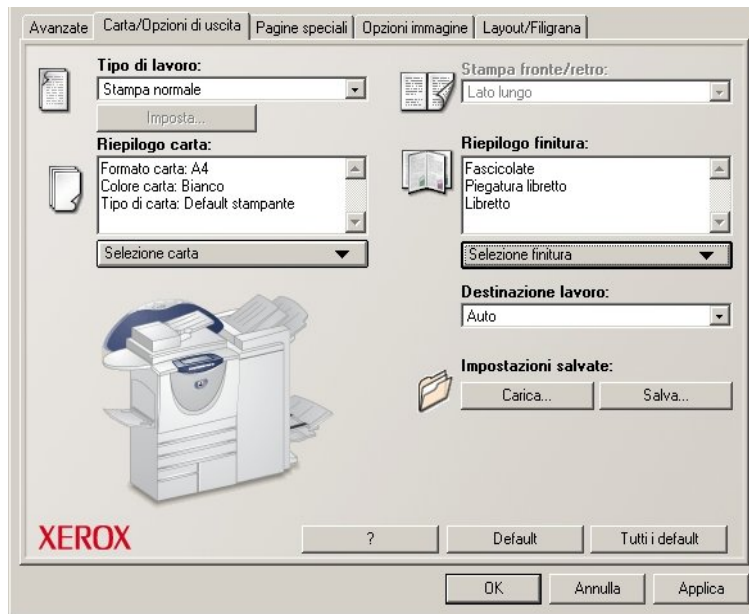 Avanzate
Carta/Opzioni di uscita
Pagine speciali
Opzioni immagine
Layout/Filigrana
Tipo di lavoro:
Stampa normale
Imposta...
Riepilogo carta:
Formato carta: A4
Colore carta: Bianco
Tipo di carta: Default stampante
Selezione carta
Stampa fronte/retro:
Lato lungo
Riepilogo finitura:
Fascicolate
Piegatura libretto
Libretto
Selezione finitura
Destinazione lavoro:
Auto
Impostazioni salvate:
Carica...
Salva...
XEROX
?
Default
Tutti i default
OK
Annulla
Applica